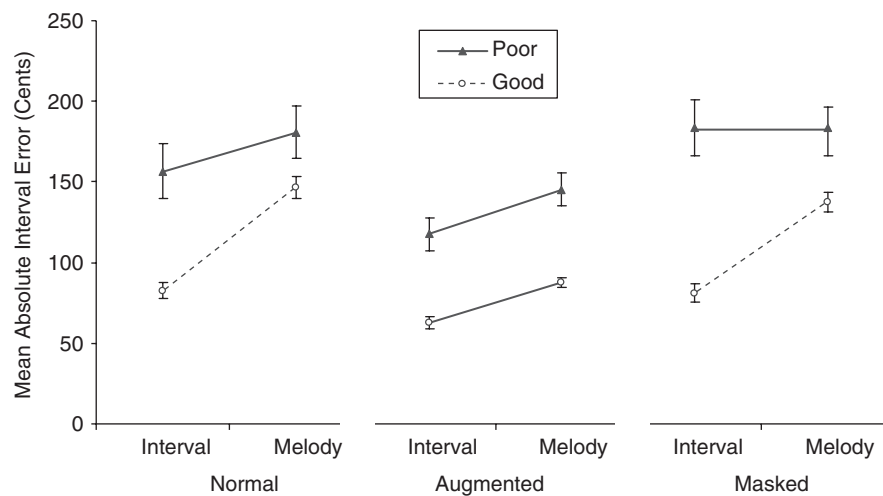 250
200
150
100
50
0
Mean Absolute Interval Error (Cents)
Poor
Good
Interval Melody Interval Melody Interval Melody
Normal Augmented Masked